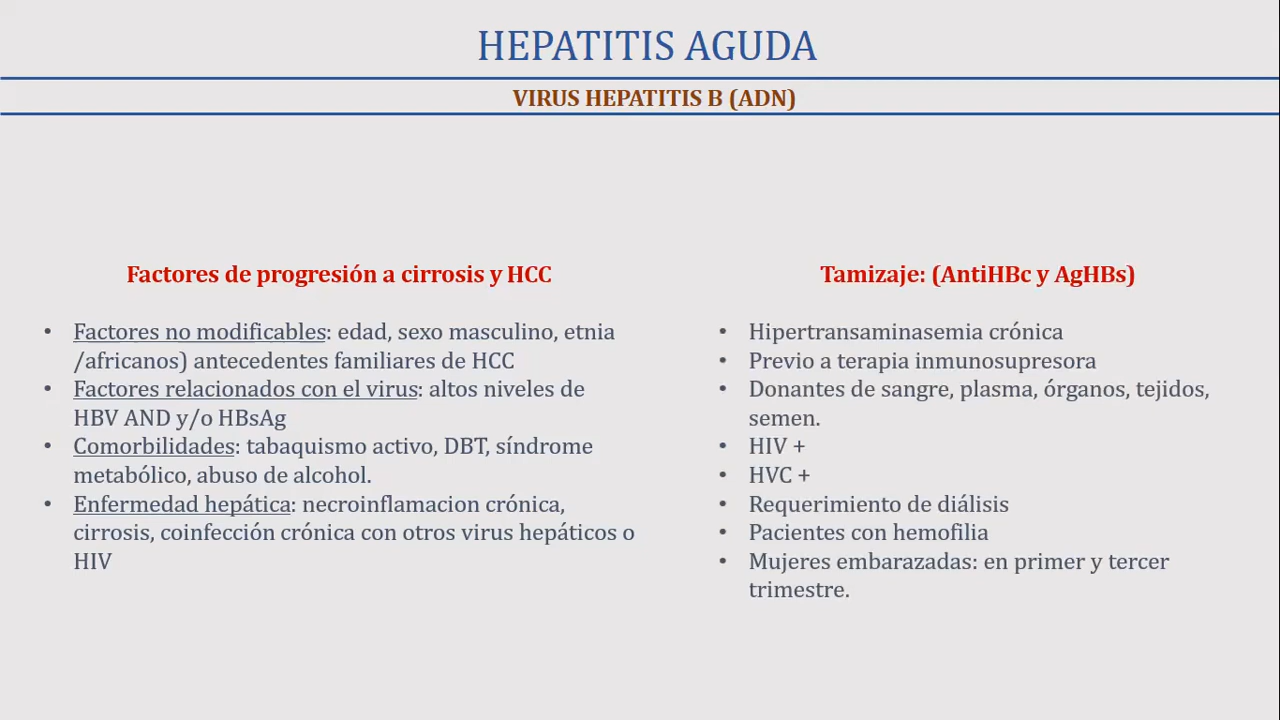 HEPATITIS AGUDA
VIRUS HEPATITIS B (ADN)
Factores de progresión a cirrosis y HCC
• Factores no modificables: edad, sexo masculino, etnia
/africanos) antecedentes familiares de HCC
• Factores relacionados con el virus: altos niveles de
HBV AND y/o HBsAg
• Comorbilidades: tabaquismo activo, DBT, síndrome
metabólico, abuso de alcohol.
• Enfermedad hepática: necroinflamacion crónica,
cirrosis, coinfección crónica con otros virus hepáticos o
HIV
Tamizaje: (AntiHBc y AgHBs)
• Hipertransaminasemia crónica
• Previo a terapia inmunosupresora
• Donantes de sangre, plasma, órganos, tejidos,
semen.
• HIV +
• HVC +
• Requerimiento de diálisis
• Pacientes con hemofilia
• Mujeres embarazadas: en primer y tercer
trimestre.